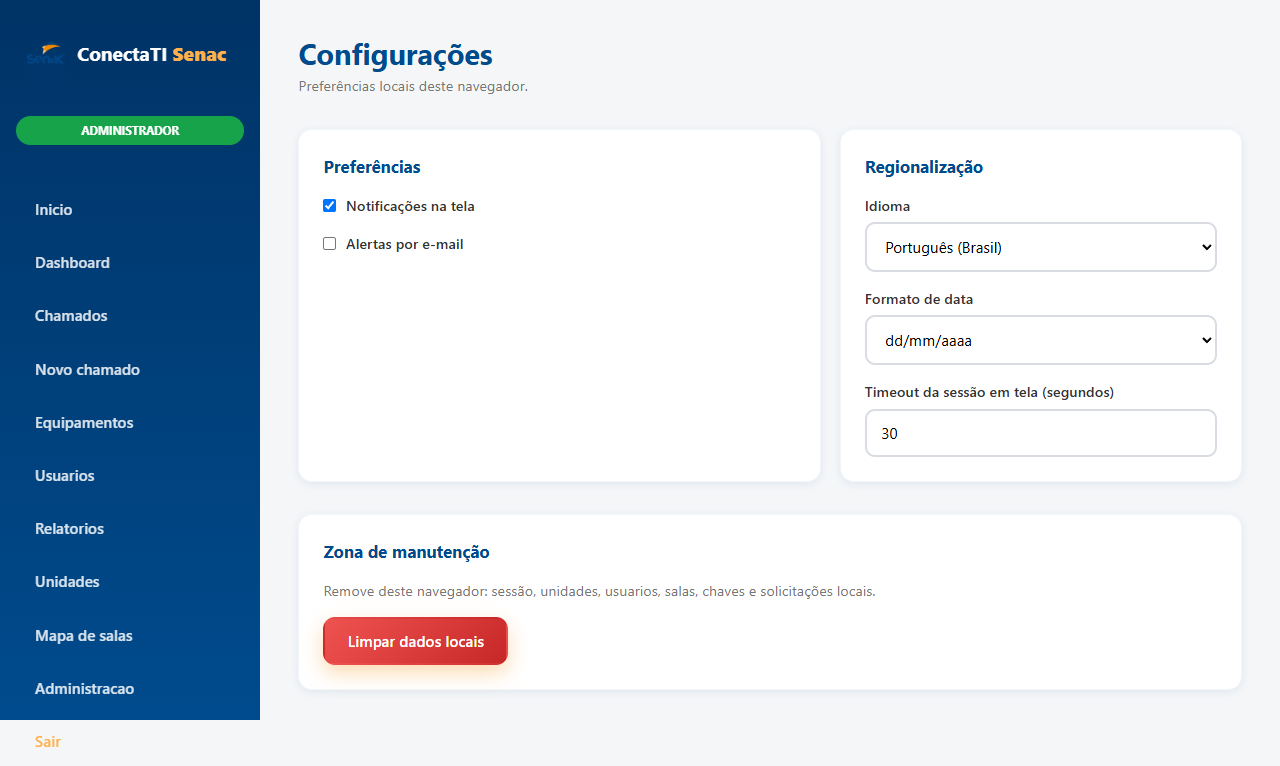 Senac
ConectaTI Senac
ADMINISTRADOR
Inicio
Dashboard
Chamados
Novo chamado
Equipamentos
Usuarios
Relatorios
Unidades
Mapa de salas
Administracao
Sair
Configurações
Preferências locais deste navegador.
Preferências
Notificações na tela
Alertas por e-mail
Regionalização
Idioma
Português (Brasil)
Formato de data
dd/mm/aaaa
Timeout da sessão em tela (segundos)
30
Zona de manutenção
Remove deste navegador: sessão, unidades, usuarios, salas, chaves e solicitações locais.
Limpar dados locais